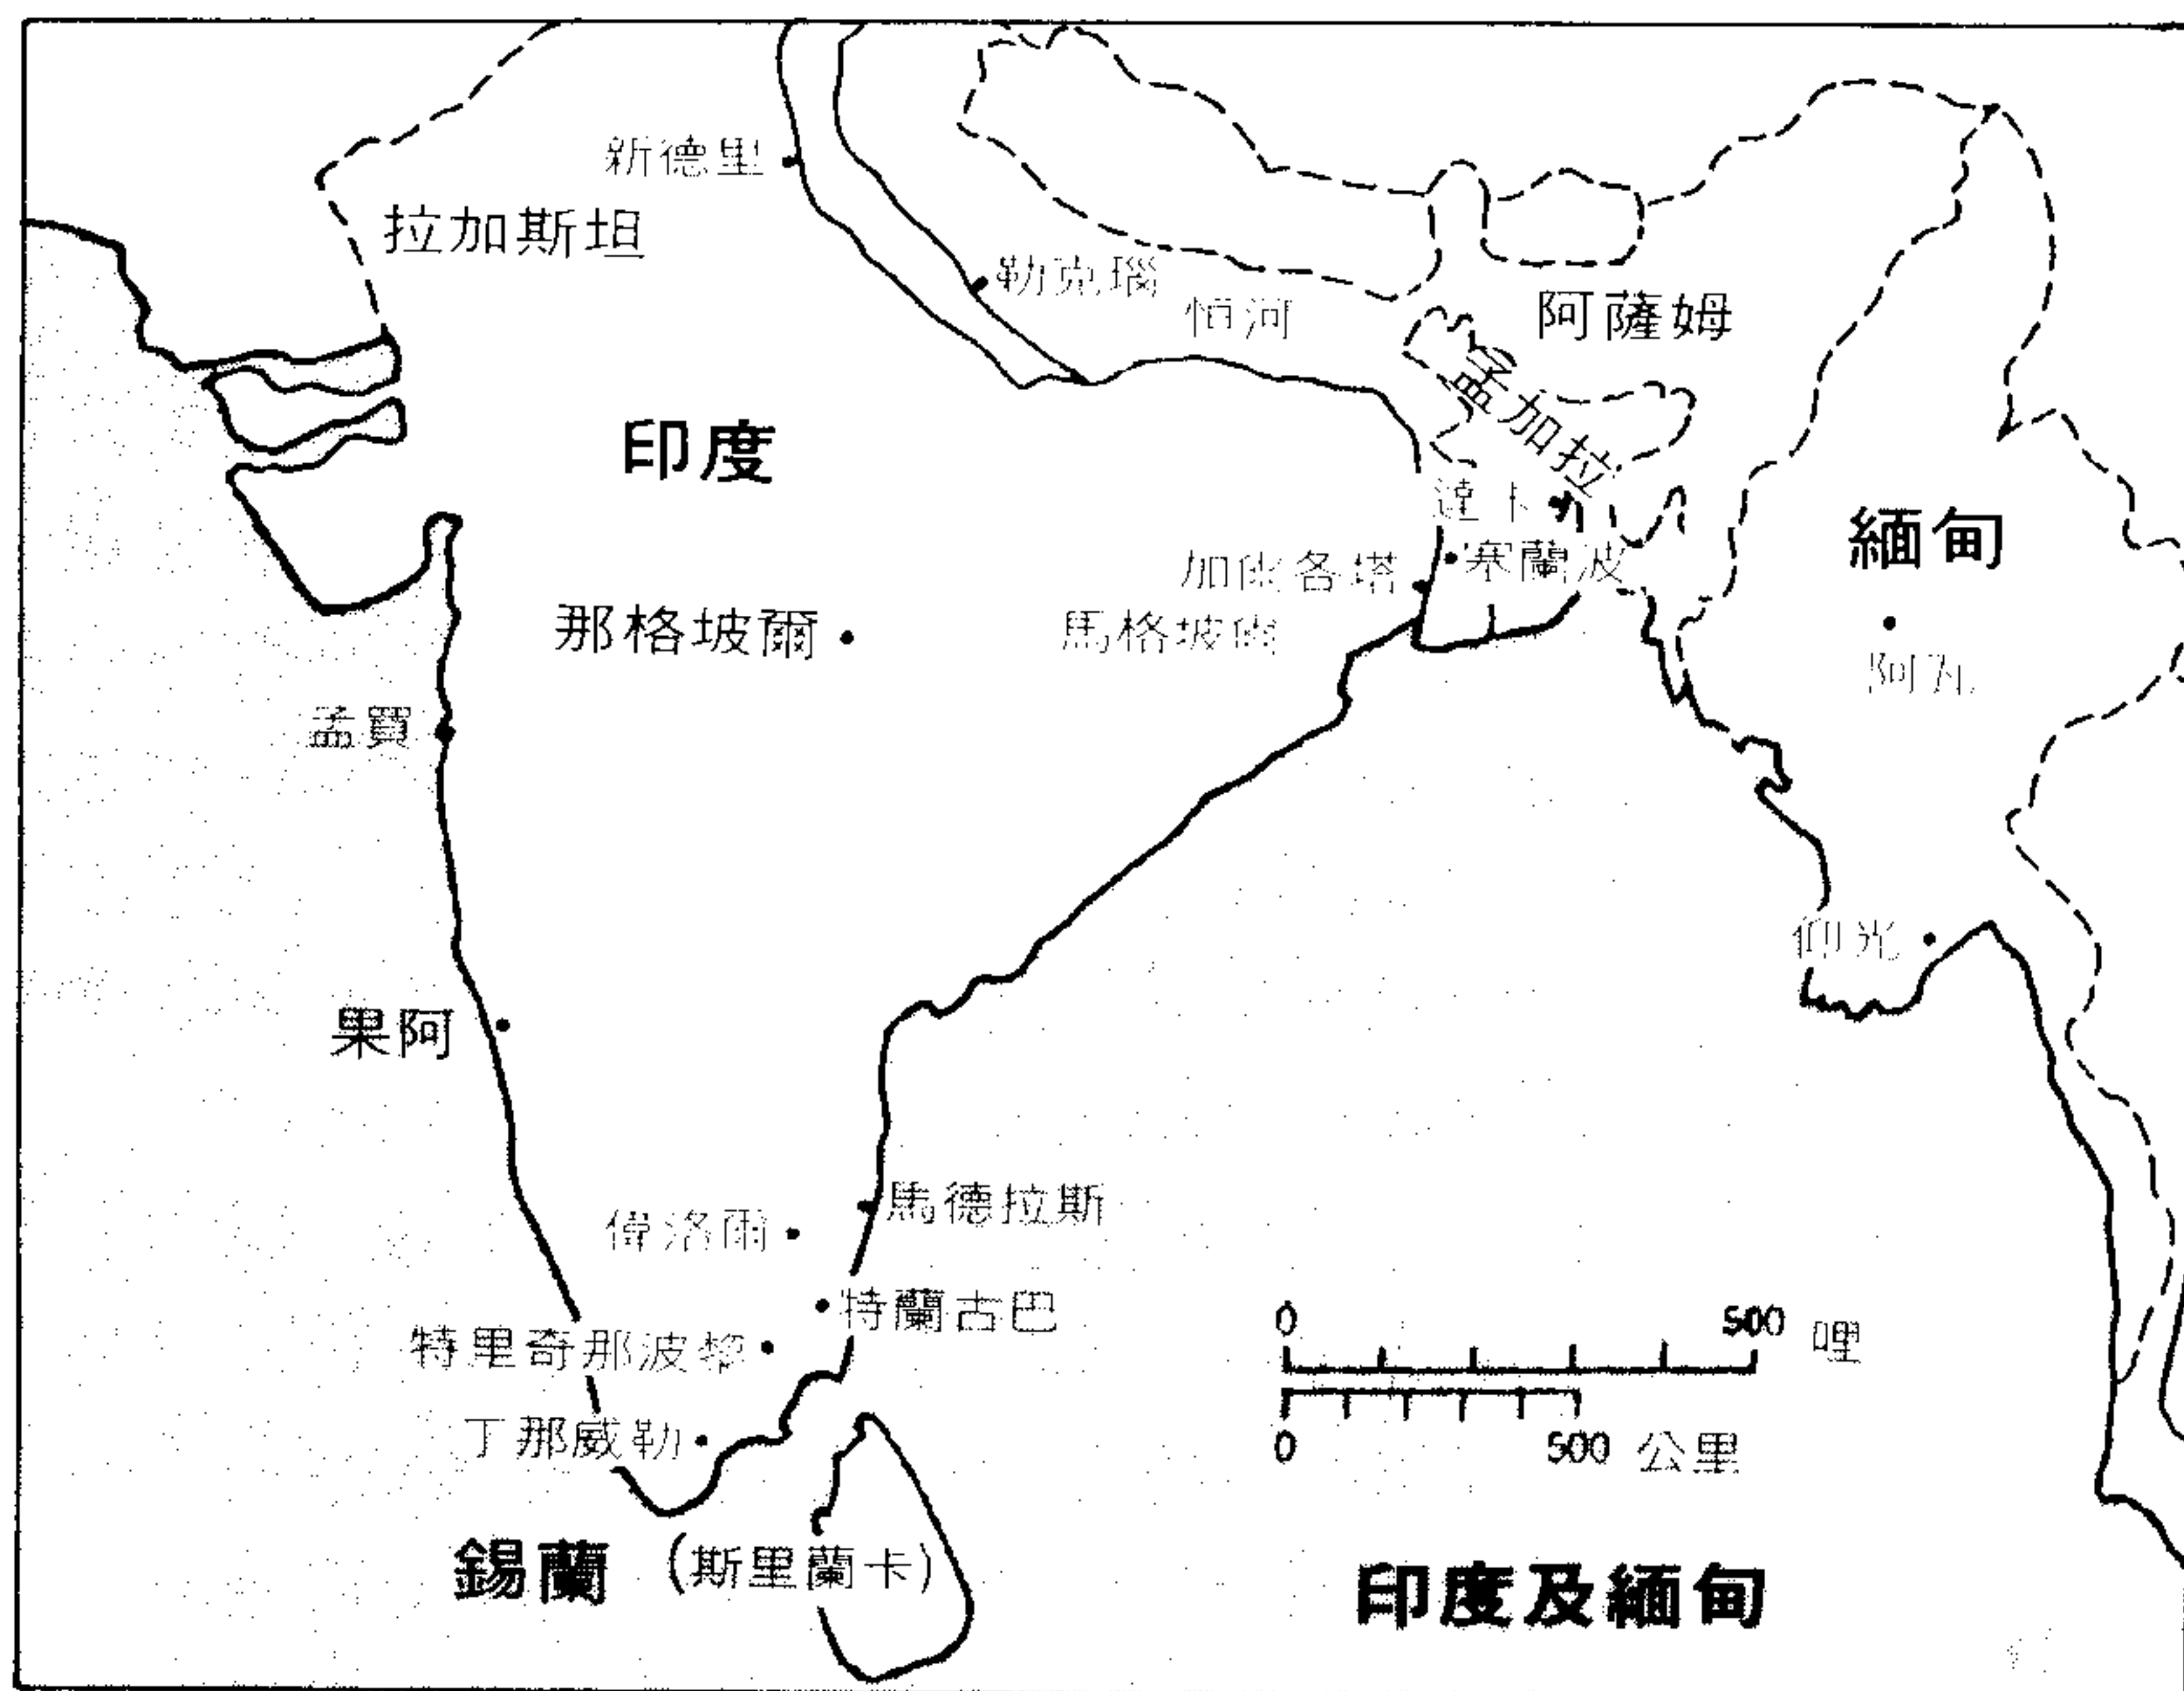 新德里
拉加斯坦
勒克瑙
恒河
阿薩姆
孟加拉
印度
達卡
緬甸
加爾各塔
塞蘭波
那格坡爾
馬格坡爾
阿瓦
孟買
仰光
果阿
馬德拉斯
偉洛爾
特蘭古巴
特里奇那波黎
丁那威勒
0 500 哩
0 500 公里
錫蘭 (斯里蘭卡)
印度及緬甸